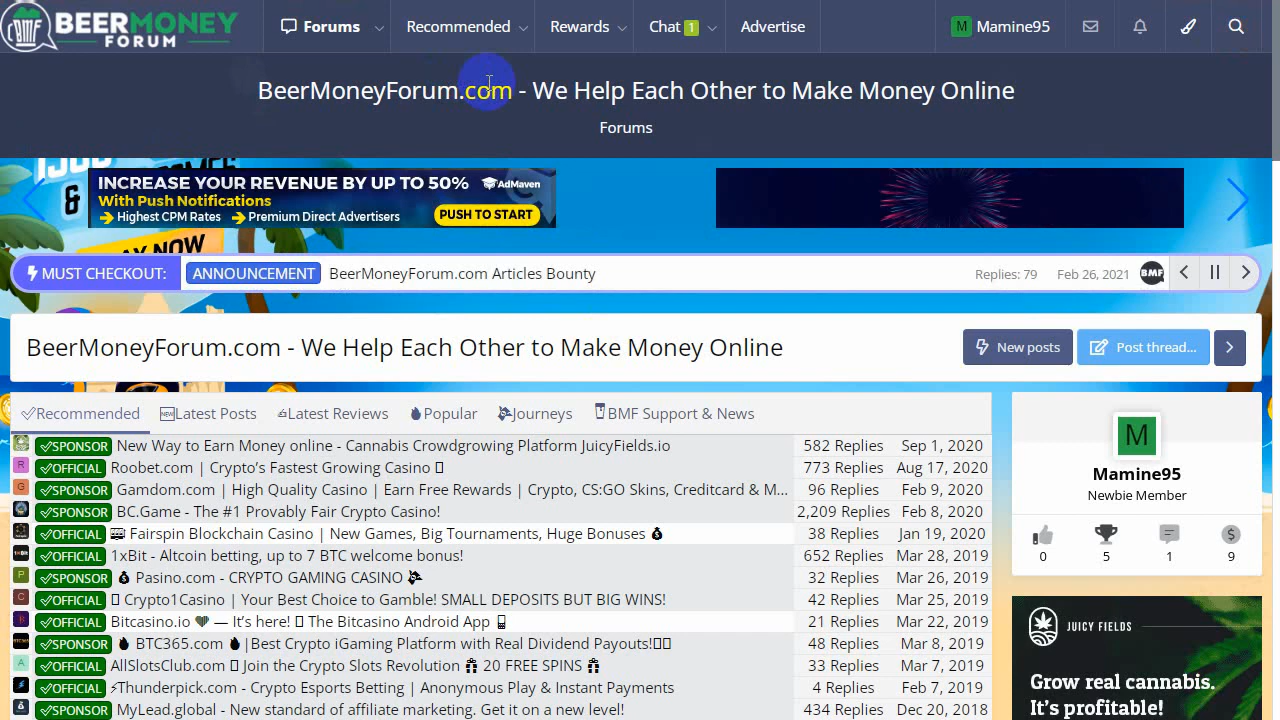 BEERMONEY
FORUM
Forums
Recommended
Rewards
Chat 1
Advertise
M Mamine95
BeerMoneyForum.com - We Help Each Other to Make Money Online
Forums
&
INCREASE YOUR REVENUE BY UP TO 50% AdMaven
With Push Notifications
Highest CPM Rates Premium Direct Advertisers PUSH TO START
MUST CHECKOUT: ANNOUNCEMENT BeerMoneyForum.com Articles Bounty Replies: 79 Feb 26, 2021 BMF
BeerMoneyForum.com - We Help Each Other to Make Money Online
New posts
Post thread...
Recommended Latest Posts Latest Reviews Popular Journeys BMF Support & News
SPONSOR New Way to Earn Money online - Cannabis Crowdgrowing Platform JuicyFields.io 582 Replies Sep 1, 2020
R OFFICIAL Roobet.com | Crypto's Fastest Growing Casino 773 Replies Aug 17, 2020
G SPONSOR Gamdom.com | High Quality Casino | Earn Free Rewards | Crypto, CS:GO Skins, Creditcard & M... 96 Replies Feb 9, 2020
SPONSOR BC.Game - The #1 Provably Fair Crypto Casino! 2,209 Replies Feb 8, 2020
OFFICIAL Fairspin Blockchain Casino | New Games, Big Tournaments, Huge Bonuses 38 Replies Jan 19, 2020
OFFICIAL 1xBit - Altcoin betting, up to 7 BTC welcome bonus! 652 Replies Mar 28, 2019
P SPONSOR Pasino.com - CRYPTO GAMING CASINO 32 Replies Mar 26, 2019
C OFFICIAL Crypto1Casino | Your Best Choice to Gamble! SMALL DEPOSITS BUT BIG WINS! 42 Replies Mar 25, 2019
OFFICIAL Bitcasino.io — It's here! The Bitcasino Android App 21 Replies Mar 22, 2019
SPONSOR BTC365.com |Best Crypto iGaming Platform with Real Dividend Payouts! 48 Replies Mar 8, 2019
A OFFICIAL AllSlotsClub.com Join the Crypto Slots Revolution 20 FREE SPINS 33 Replies Mar 7, 2019
OFFICIAL Thunderpick.com - Crypto Esports Betting | Anonymous Play & Instant Payments 4 Replies Feb 7, 2019
SPONSOR MyLead.global - New standard of affiliate marketing. Get it on a new level! 434 Replies Dec 20, 2018
M
Mamine95
Newbie Member
0 5 1 9
JUICY FIELDS
Grow real cannabis.
It's profitable!